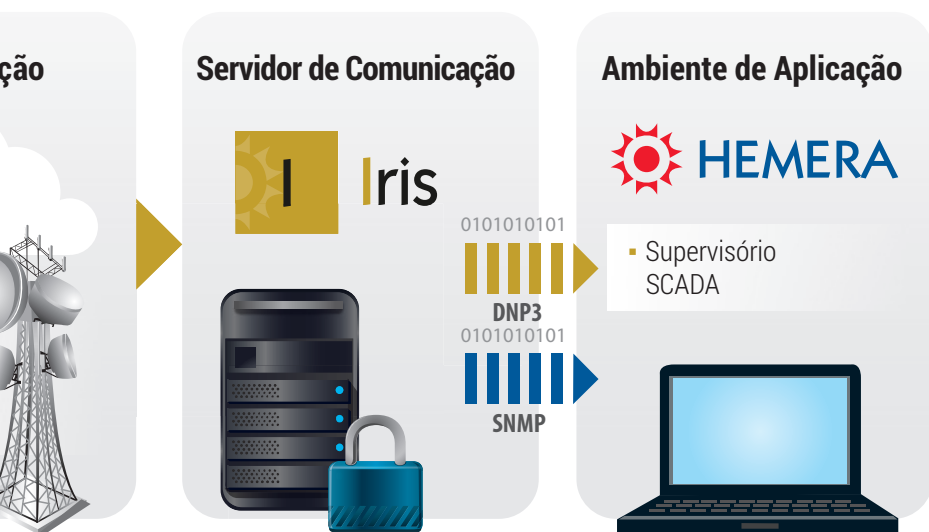 ção
Servidor de Comunicação
I Iris
0101010101
DNP3
0101010101
SNMP
Ambiente de Aplicação
HEMERA
▪ Supervisório
SCADA